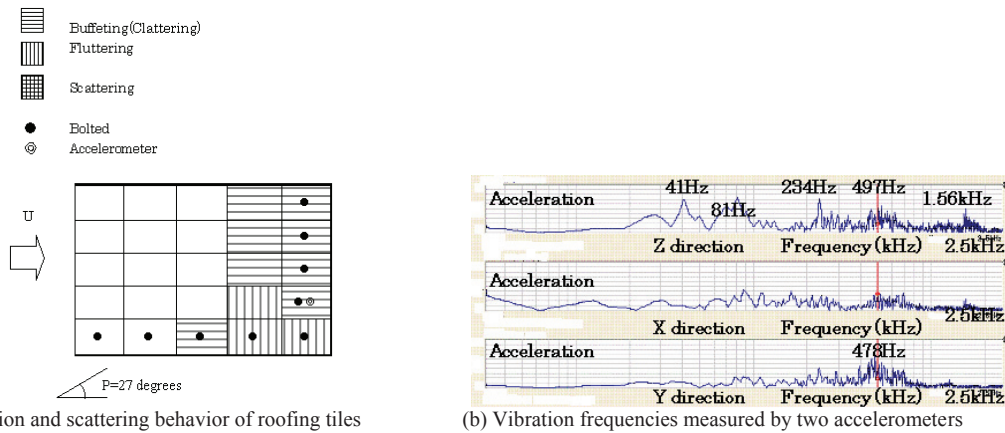 Buffeting(Clattering)
Fluttering
Scattering
Bolted
Accelerometer
U
P=27 degrees
ion and scattering behavior of roofing tiles
Acceleration
41Hz
81Hz
234Hz
497Hz
1.56kHz
Z direction
Frequency(kHz)
2.5kHz
Acceleration
X direction
Frequency(kHz)
2.5kHz
Acceleration
478Hz
Y direction
Frequency(kHz)
2.5kHz
(b) Vibration frequencies measured by two accelerometers